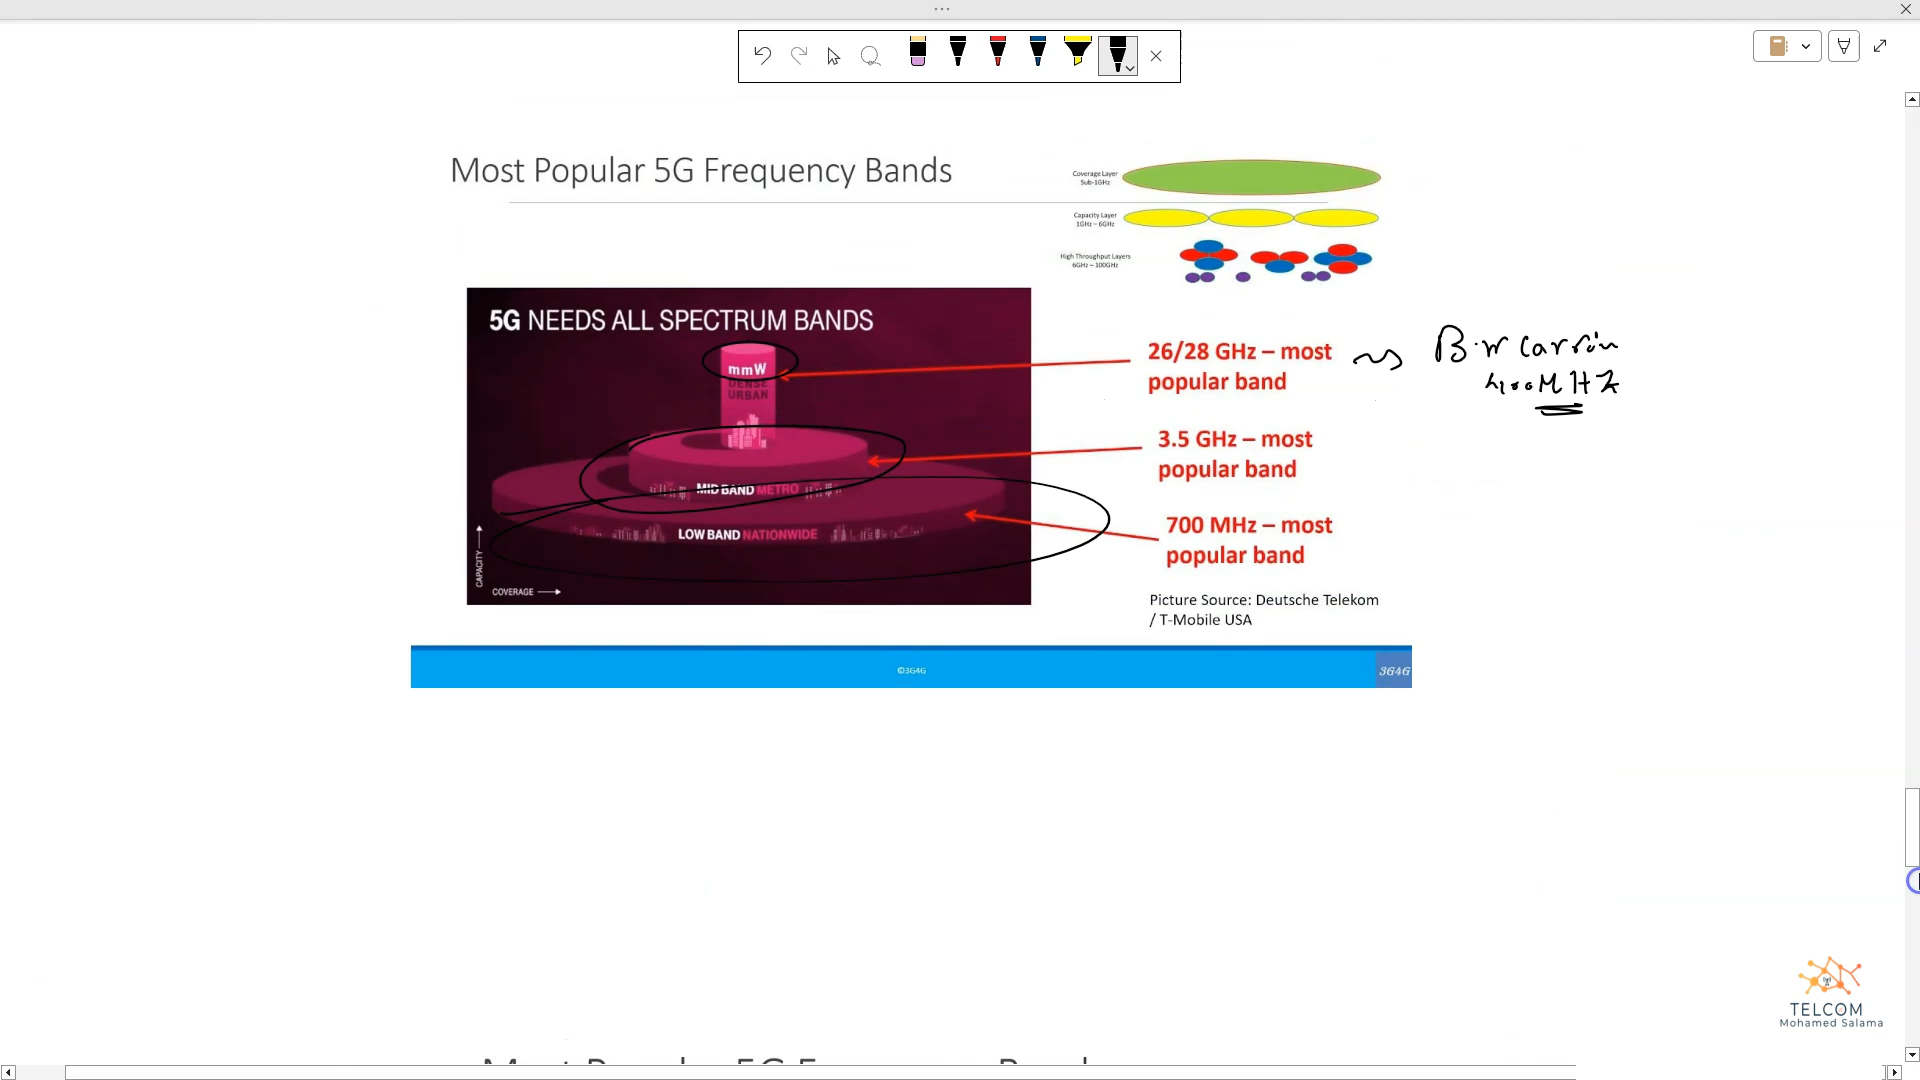 Most Popular 5G Frequency Bands
Coverage Layer
Sub-1GHz
Capacity Layer
1GHz – 6GHz
High Throughput Layers
6GHz – 100GHz
5G NEEDS ALL SPECTRUM BANDS
mmW
DENSE
URBAN
MID BAND METRO
LOW BAND NATIONWIDE
CAPACITY
COVERAGE
26/28 GHz – most
popular band
B.W
400MHZ
3.5 GHz – most
popular band
700 MHz – most
popular band
Picture Source: Deutsche Telekom
/ T-Mobile USA
©3G4G
3G4G
TELCOM
Mohamed Salama